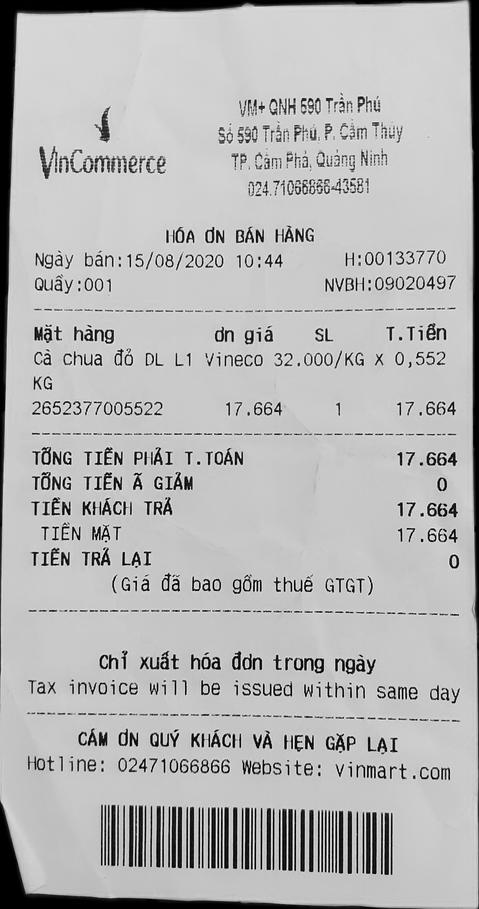 VM+ QNH 590 Trần Phú
Số 590 Trần Phú, P. Cẩm Thủy
TP. Cẩm Phả, Quảng Ninh
024.71066866-43581
VinCommerce
HÓA ƠN BÁN HÀNG
Ngày bán:15/08/2020 10:44 H:00133770
Quầy:001 NVBH:09020497
Mặt hàng ơn giá SL T.Tiền
Cà chua đỏ DL L1 Vineco 32.000/KG X 0,552
KG
2652377005522 17.664 1 17.664
TỔNG TIỀN PHẢI T.TOÁN 17.664
TỔNG TIỀN Ã GIẢM 0
TIỀN KHÁCH TRẢ 17.664
TIỀN MẶT 17.664
TIỀN TRẢ LẠI 0
(Giá đã bao gồm thuế GTGT)
Chỉ xuất hóa đơn trong ngày
Tax invoice will be issued within same day
CẢM ƠN QUÝ KHÁCH VÀ HẸN GẶP LẠI
Hotline: 02471066866 Website: vinmart.com